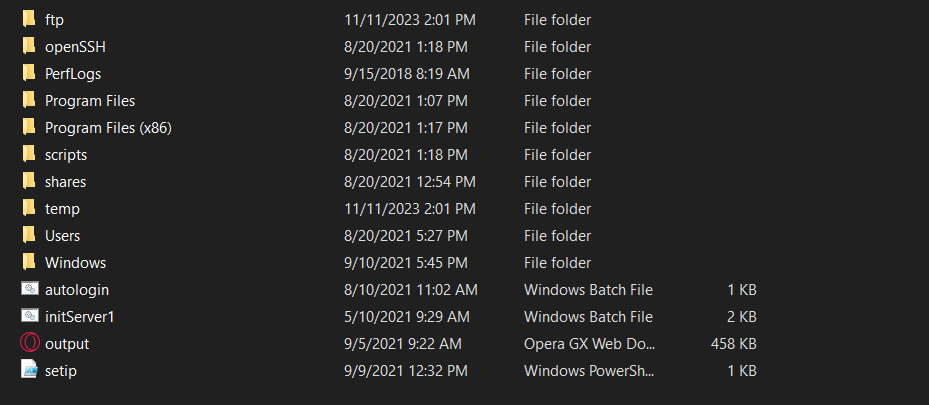 ftp 11/11/2023 2:01 PM File folder
openSSH 8/20/2021 1:18 PM File folder
PerfLogs 9/15/2018 8:19 AM File folder
Program Files 8/20/2021 1:07 PM File folder
Program Files (x86) 8/20/2021 1:17 PM File folder
scripts 8/20/2021 1:18 PM File folder
shares 8/20/2021 12:54 PM File folder
temp 11/11/2023 2:01 PM File folder
Users 8/20/2021 5:27 PM File folder
Windows 9/10/2021 5:45 PM File folder
autologin 8/10/2021 11:02 AM Windows Batch File 1 KB
initServer1 5/10/2021 9:29 AM Windows Batch File 2 KB
output 9/5/2021 9:22 AM Opera GX Web Do... 458 KB
setip 9/9/2021 12:32 PM Windows PowerSh... 1 KB